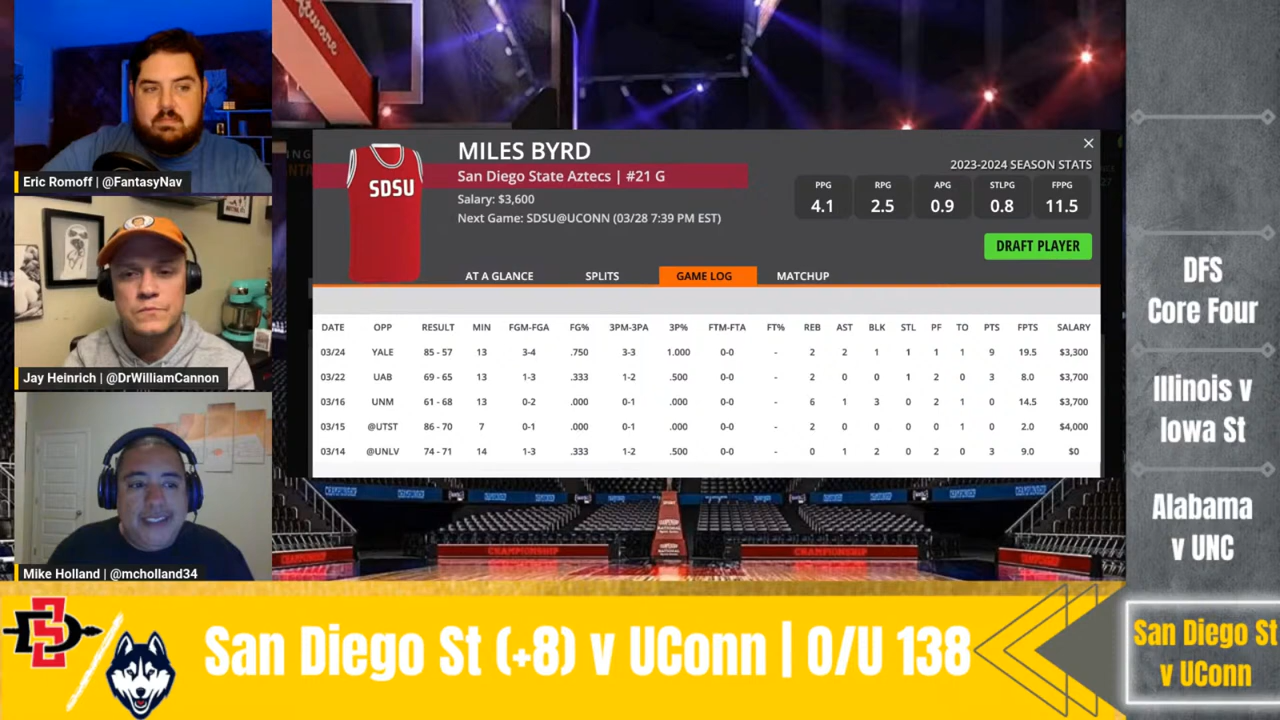 Eric Romoff | @FantasyNav
Jay Heinrich | @DrWilliamCannon
Mike Holland | @mcholland34
MILES BYRD
San Diego State Aztecs | #21 G
Salary: $3,600
Next Game: SDSU@UCONN (03/28 7:39 PM EST)
SDSU
2023-2024 SEASON STATS
PPG RPG APG STLPG FPPG
4.1 2.5 0.9 0.8 11.5
DRAFT PLAYER
AT A GLANCE SPLITS GAME LOG MATCHUP
DATE OPP RESULT MIN FGM-FGA FG% 3PM-3PA 3P% FTM-FTA FT% REB AST BLK STL PF TO PTS FPTS SALARY
03/24 YALE 85 - 57 13 3-4 .750 3-3 1.000 0-0 - 2 2 1 1 1 1 9 19.5 $3,300
03/22 UAB 69 - 65 13 1-3 .333 1-2 .500 0-0 - 2 0 0 1 2 0 3 8.0 $3,700
03/16 UNM 61 - 68 13 0-2 .000 0-1 .000 0-0 - 6 1 3 0 2 1 0 14.5 $3,700
03/15 @UTST 86 - 70 7 0-1 .000 0-1 .000 0-0 - 2 0 0 0 0 1 0 2.0 $4,000
03/14 @UNLV 74 - 71 14 1-3 .333 1-2 .500 0-0 - 0 1 2 0 2 0 3 9.0 $0
CHAMPIONSHIP
CHAMPIONSHIP
DFS
Core Four
Illinois v
Iowa St
Alabama
v UNC
San Diego St
v UConn
San Diego St (+8) v UConn | O/U 138